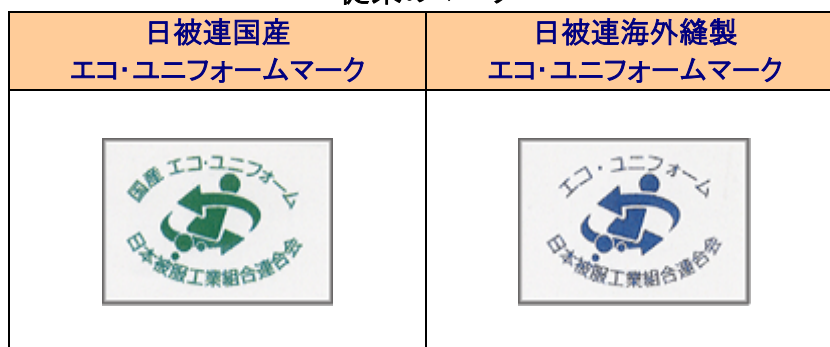 日被連国産
エコ・ユニフォームマーク
日被連海外縫製
エコ・ユニフォームマーク
国産 エコ・ユニフォーム
日本被服工業組合連合会
エコ・ユニフォーム
日本被服工業組合連合会